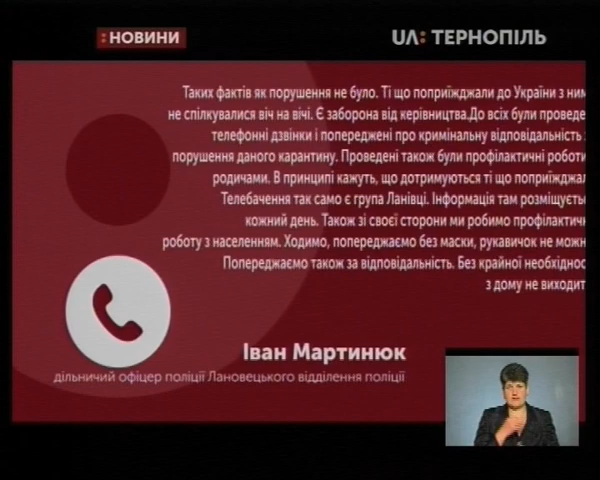 :НОВИНИ
UA: ТЕРНОПІЛЬ
Таких фактів як порушення не було. Ті що поприїжджали до України з ним
не спілкувалися віч на вічі. Є заборона від керівництва.До всіх були проведе
телефонні дзвінки і попереджені про кримінальну відповідальність з
порушення даного карантину. Проведені також були профілактичні роботи
родичами. В принципі кажуть, що дотримуються ті що поприїжджал
Телебачення так само є група Ланівці. Інформація там розміщуєть
кожний день. Також зі своєї сторони ми робимо профілактичн
роботу з населенням. Ходимо, попереджаємо без маски, рукавичок не можн
Попереджаємо також за відповідальність. Без крайної необхіднос
з дому не виходит
Іван Мартинюк
дільничий офіцер поліції Лановецького відділення поліції